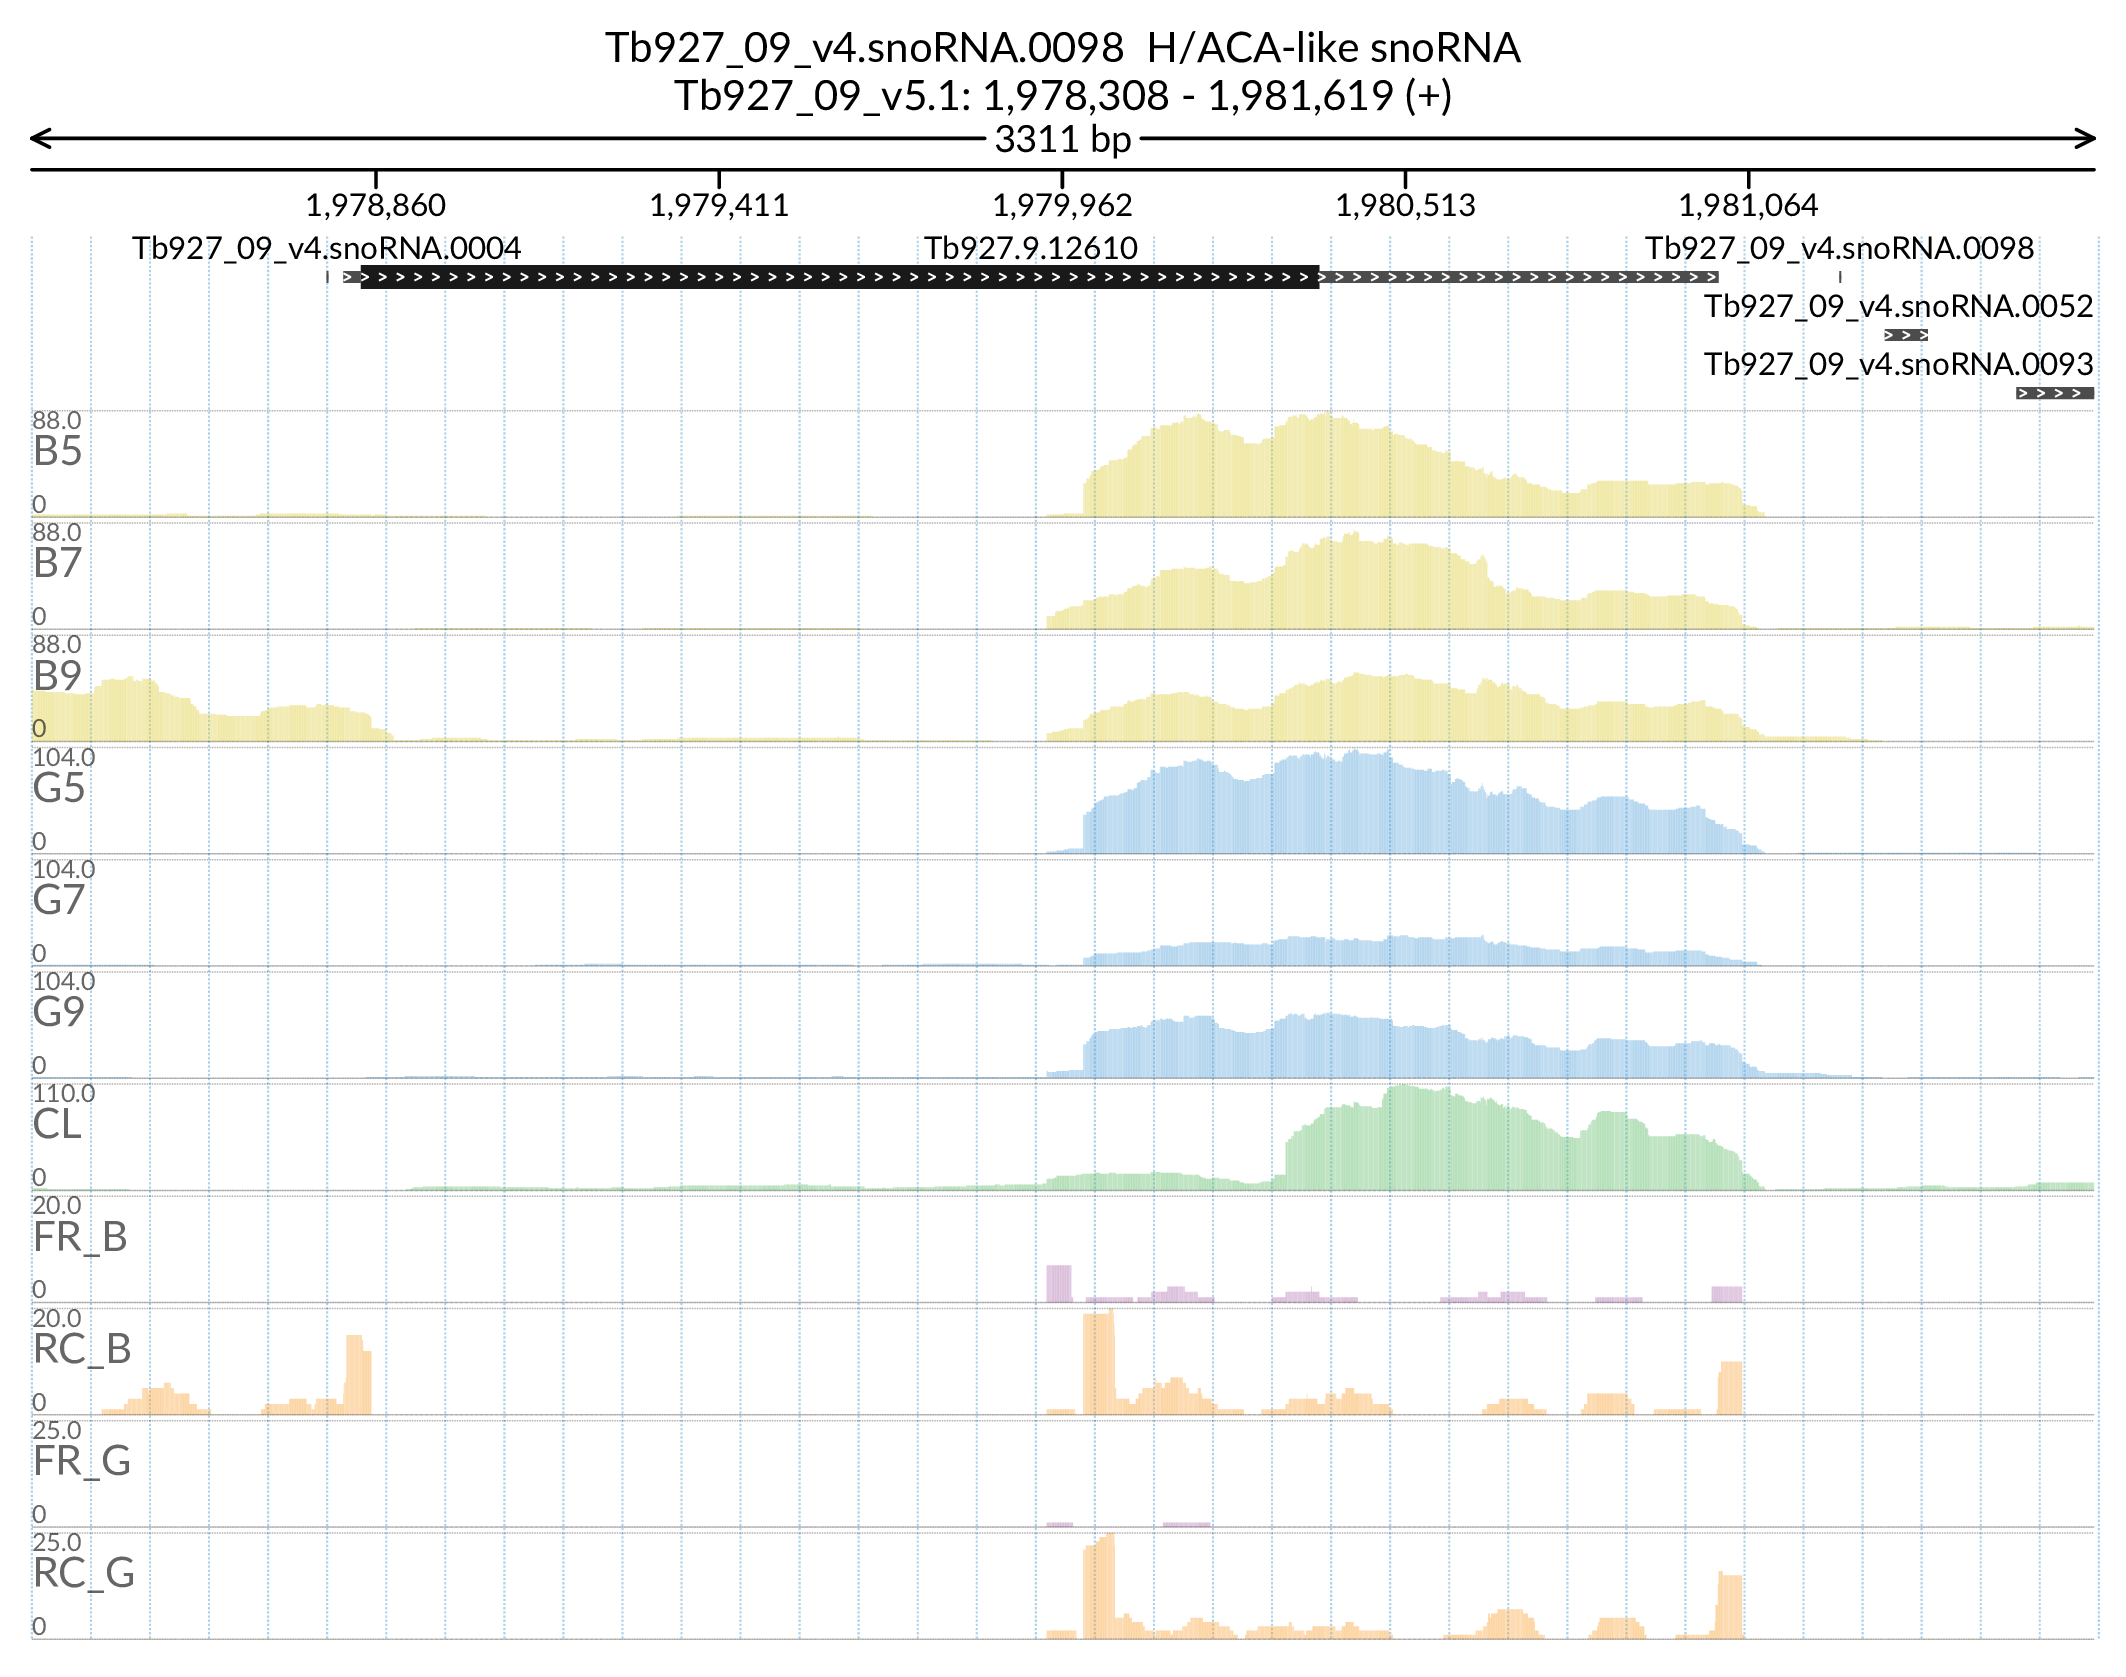 Tb927_09_v4.snoRNA.0098 H/ACA-like snoRNA
Tb927_09_v5.1: 1,978,308 - 1,981,619 (+)
3311 bp
1,978,860 1,979,411 1,979,962 1,980,513 1,981,064
Tb927_09_v4.snoRNA.0004 Tb927.9.12610 Tb927_09_v4.snoRNA.0098
Tb927_09_v4.snoRNA.0052
Tb927_09_v4.snoRNA.0093
88.0
B5
0
88.0
B7
0
88.0
B9
0
104.0
G5
0
104.0
G7
0
104.0
G9
0
110.0
CL
0
20.0
FR_B
0
20.0
RC_B
0
25.0
FR_G
0
25.0
RC_G
0